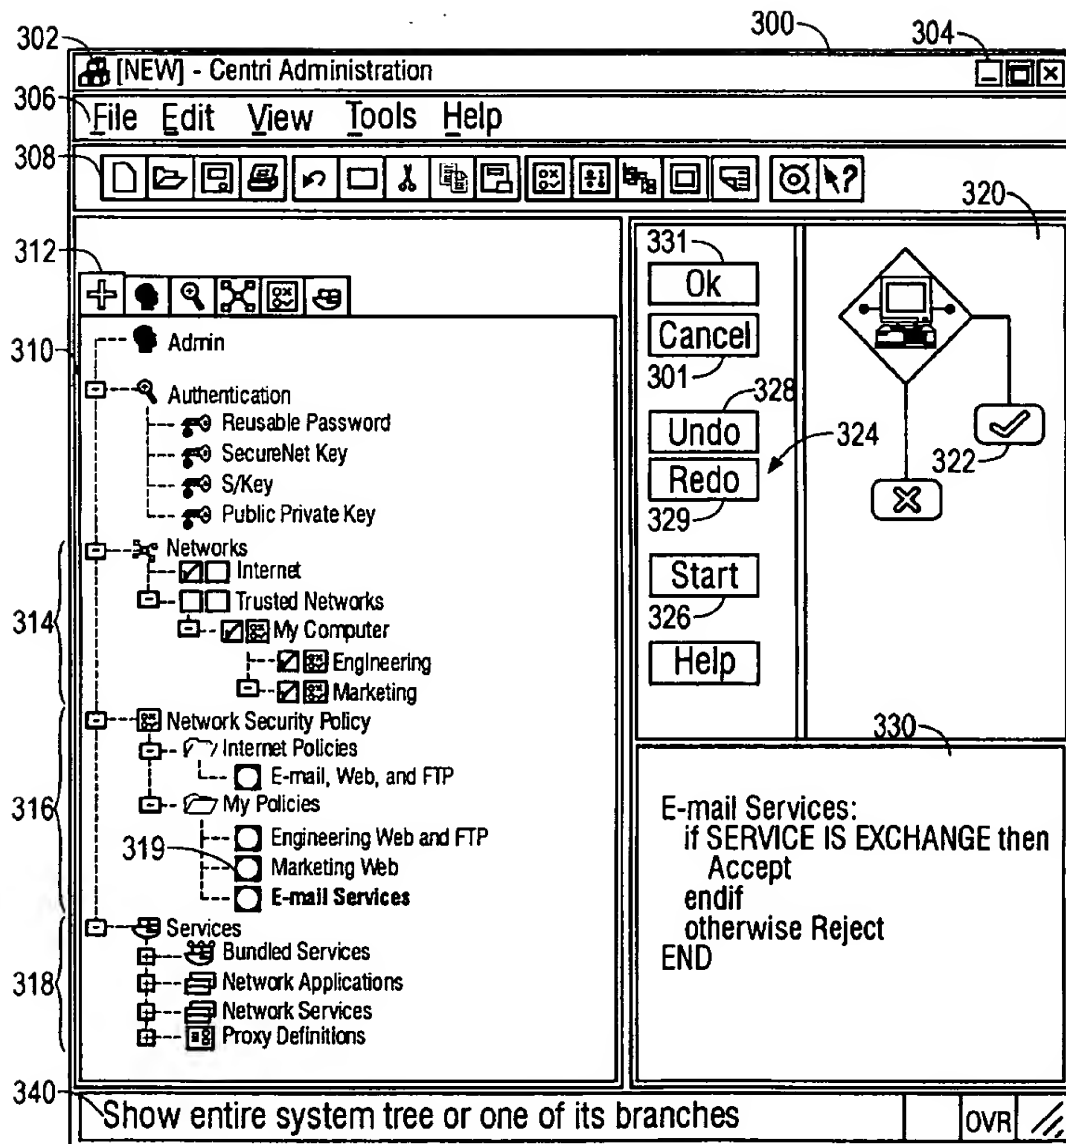 300
302
304
[NEW] - Centri Administration
306
File Edit View Tools Help
308
320
312
331
Ok
310
Admin
Cancel
301
Authentication
328
Reusable Password
Undo
324
SecureNet Key
322
S/Key
Redo
Public Private Key
329
Networks
Internet
Start
314
Trusted Networks
326
My Computer
Engineering
Help
Marketing
Network Security Policy
330
Internet Policies
E-mail, Web, and FTP
316
My Policies
Engineering Web and FTP
319
Marketing Web
E-mail Services
E-mail Services:
if SERVICE IS EXCHANGE then
Accept
endif
otherwise Reject
END
Services
Bundled Services
318
Network Applications
Network Services
Proxy Definitions
340
Show entire system tree or one of its branches
OVR